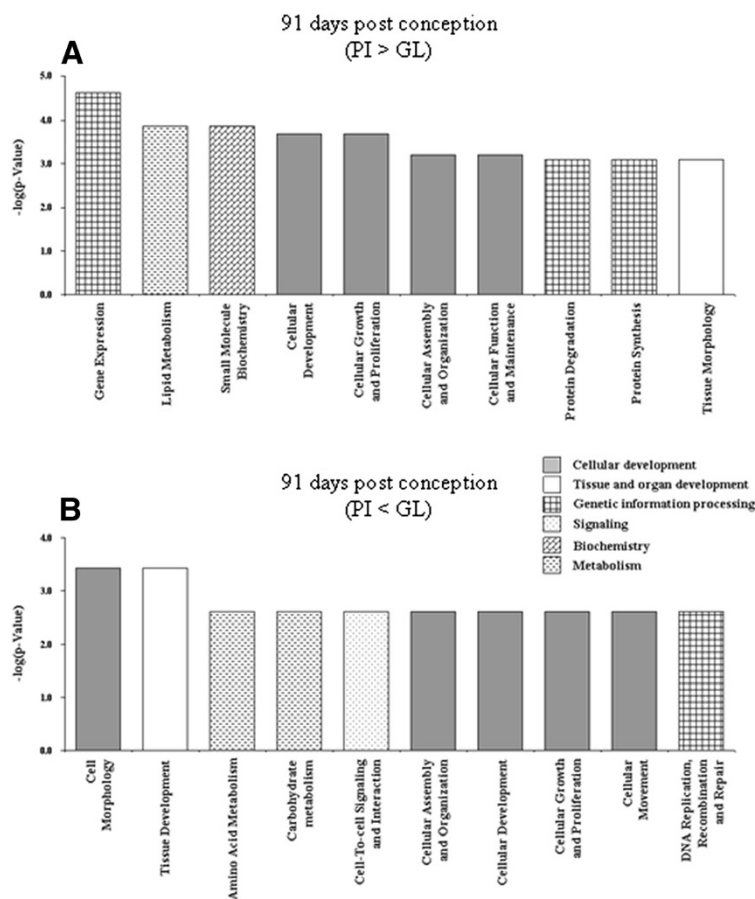 91 days post conception
(PI > GL)
A
5.0
4.0
3.0
2.0
1.0
0.0
-log(p-Value)
Gene Expression
Lipid Metabolism
Small Molecule
Biochemistry
Cellular
Development
Cellular Growth
and Proliferation
Cellular Assembly
and Organization
Cellular Function
and Maintenance
Protein Degradation
Protein Synthesis
Tissue Morphology
91 days post conception
(PI < GL)
B
Cellular development
Tissue and organ development
Genetic information processing
Signaling
Biochemistry
Metabolism
4.0
3.0
2.0
1.0
0.0
-log(p-Value)
Cell
Morphology
Tissue Development
Amino Acid Metabolism
Carbohydrate
metabolism
Cell-To-cell Signaling
and Interaction
Cellular Assembly
and Organization
Cellular Development
Cellular Growth
and Proliferation
Cellular
Movement
DNA Replication,
Recombination
and Repair